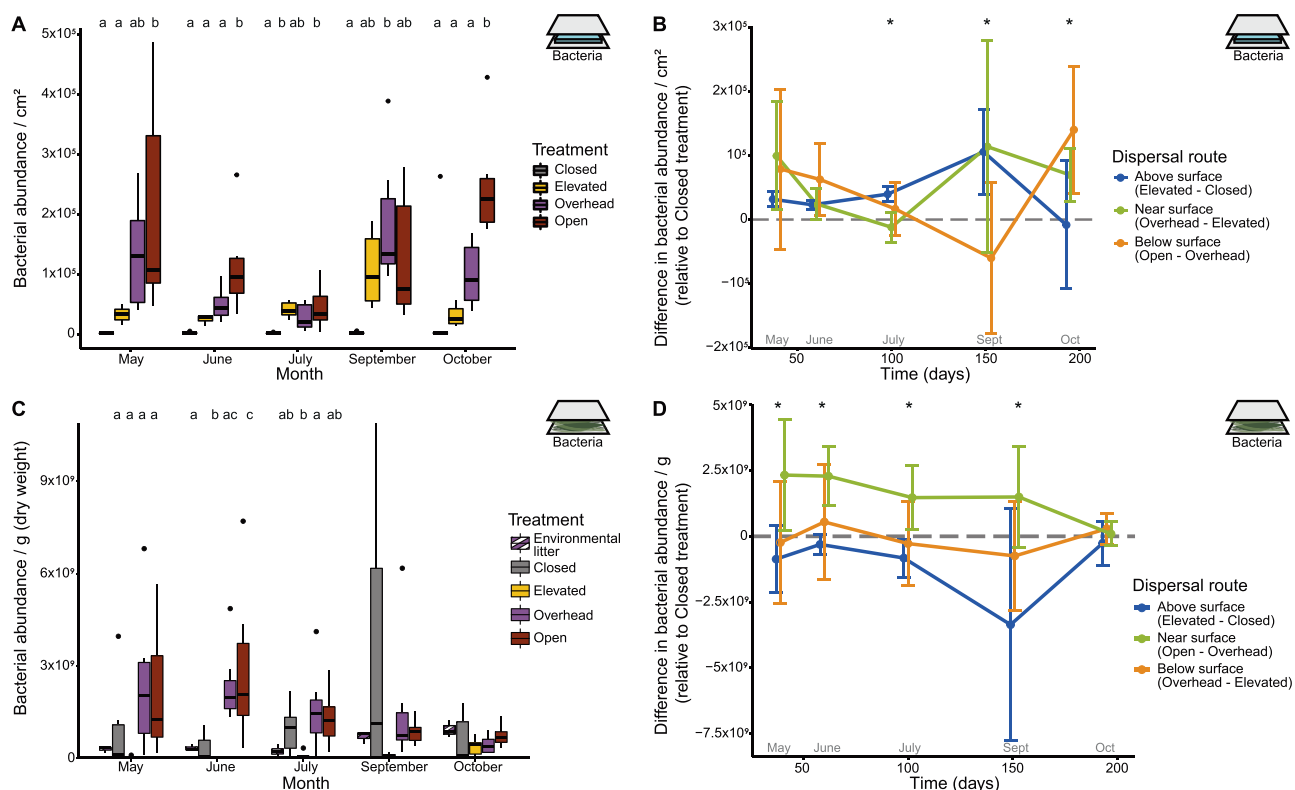 A
a a ab b
a a ab b
a b ab b
a ab b ab
a a a b
Bacteria
Bacterial abundance / cm²
5x10⁵
4x10⁵
3x10⁵
2x10⁵
1x10⁵
0
May June July September October
Month
Treatment
Closed
Elevated
Overhead
Open
B
* * *
Bacteria
Difference in bacterial abundance / cm²
(relative to Closed treatment)
3x10⁵
2x10⁵
10⁵
0
−10⁵
−2x10⁵
May June July Sept Oct
50 100 150 200
Time (days)
Dispersal route
Above surface
(Elevated - Closed)
Near surface
(Overhead - Elevated)
Below surface
(Open - Overhead)
C
a a a a
a b ac c
ab b a ab
Bacteria
Bacterial abundance / g (dry weight)
9x10⁹
6x10⁹
3x10⁹
0
May June July September October
Month
Treatment
Environmental
litter
Closed
Elevated
Overhead
Open
D
* * * *
Bacteria
Difference in bacterial abundance / g
(relative to Closed treatment)
5x10⁹
2.5x10⁹
0
−2.5x10⁹
−5x10⁹
−7.5x10⁹
May June July Sept Oct
50 100 150 200
Time (days)
Dispersal route
Above surface
(Elevated - Closed)
Near surface
(Open - Overhead)
Below surface
(Overhead - Elevated)